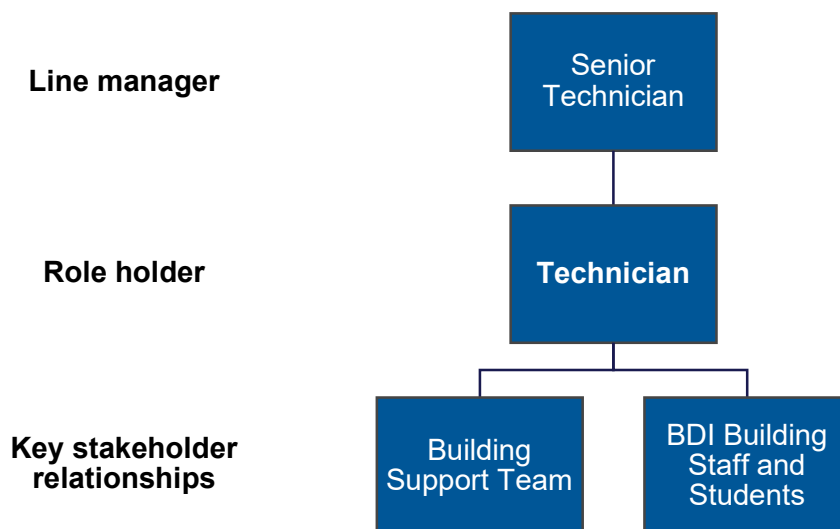 Line manager
Senior
Technician
Role holder
Technician
Key stakeholder
relationships
Building
Support Team
BDI Building
Staff and
Students